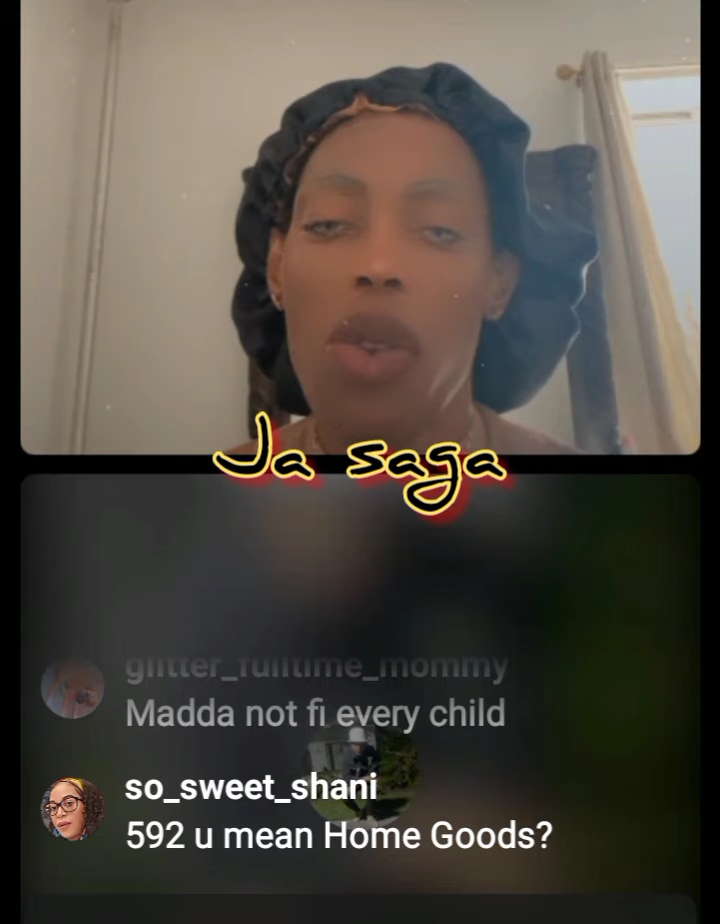 Ja saga
glitter_fulltime_mommy
Madda not fi every child
so_sweet_shani
592 u mean Home Goods?